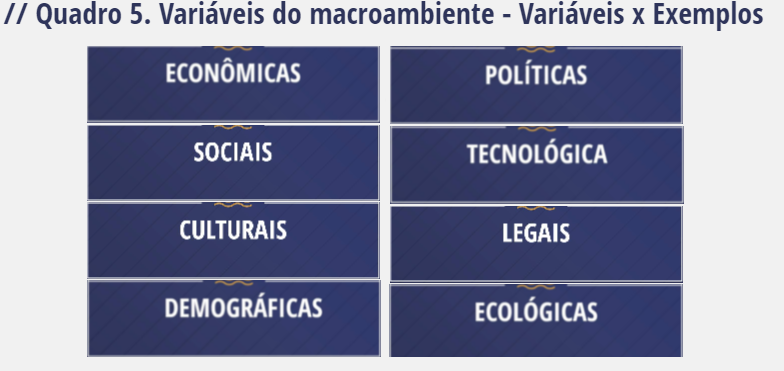 // Quadro 5. Variáveis do macroambiente - Variáveis x Exemplos
ECONÔMICAS
POLÍTICAS
SOCIAIS
TECNOLÓGICA
CULTURAIS
LEGAIS
DEMOGRÁFICAS
ECOLÓGICAS